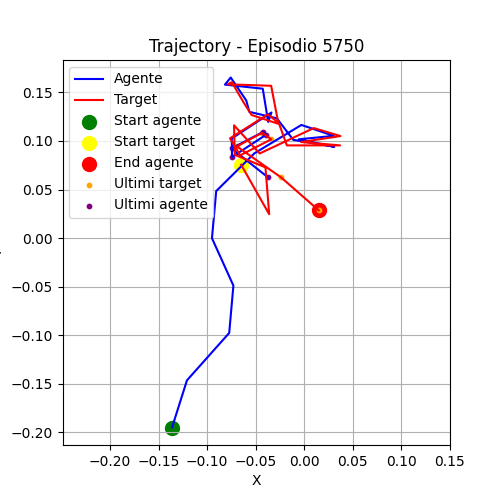 Trajectory - Episodio 5750
Agente
Target
Start agente
Start target
End agente
Ultimi target
Ultimi agente
0.15
0.10
0.05
0.00
−0.05
−0.10
−0.15
−0.20
−0.20 −0.15 −0.10 −0.05 0.00 0.05 0.10 0.15
X